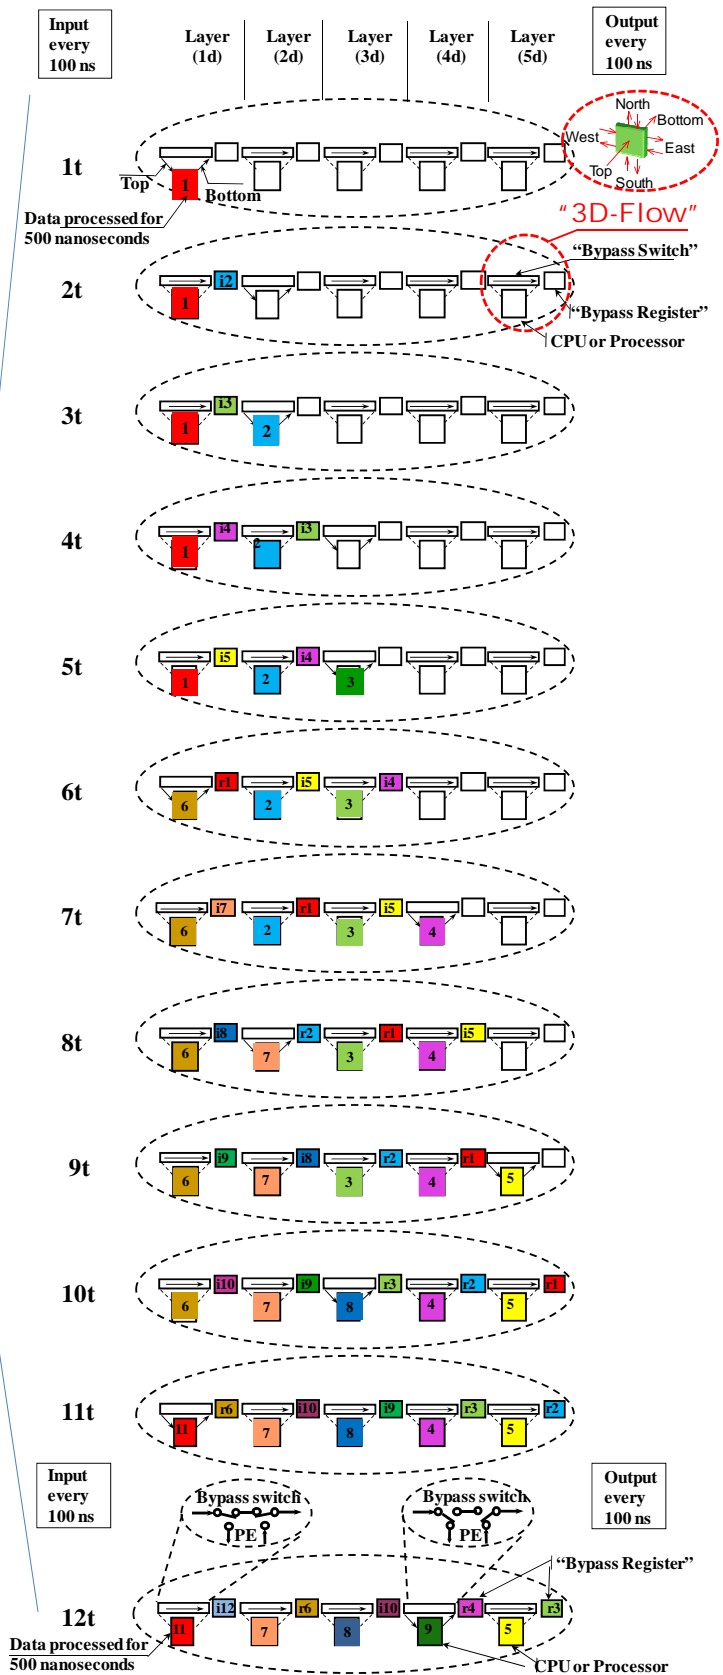 Input
every
100 ns
Layer
(1d)
Layer
(2d)
Layer
(3d)
Layer
(4d)
Layer
(5d)
Output
every
100 ns
North
Bottom
West
East
Top
South
1t
Top
1
Bottom
Data processed for
500 nanoseconds
“3D-Flow”
“Bypass Switch”
2t
1
i2
“Bypass Register”
CPU or Processor
3t
1
i3
2
4t
1
i4
2
i3
5t
1
i5
2
i4
3
6t
6
r1
2
i5
3
i4
7t
6
i7
2
r1
3
i5
4
8t
6
i8
7
r2
3
r1
4
i5
9t
6
i9
7
i8
3
r2
4
r1
5
10t
6
i10
7
i9
8
r3
4
r2
5
r1
11t
11
r6
7
i10
8
i9
4
r3
5
r2
Input
every
100 ns
Bypass switch
PE
Bypass switch
PE
Output
every
100 ns
“Bypass Register”
12t
11
i12
7
r6
8
i10
9
r4
5
r3
Data processed for
500 nanoseconds
CPU or Processor